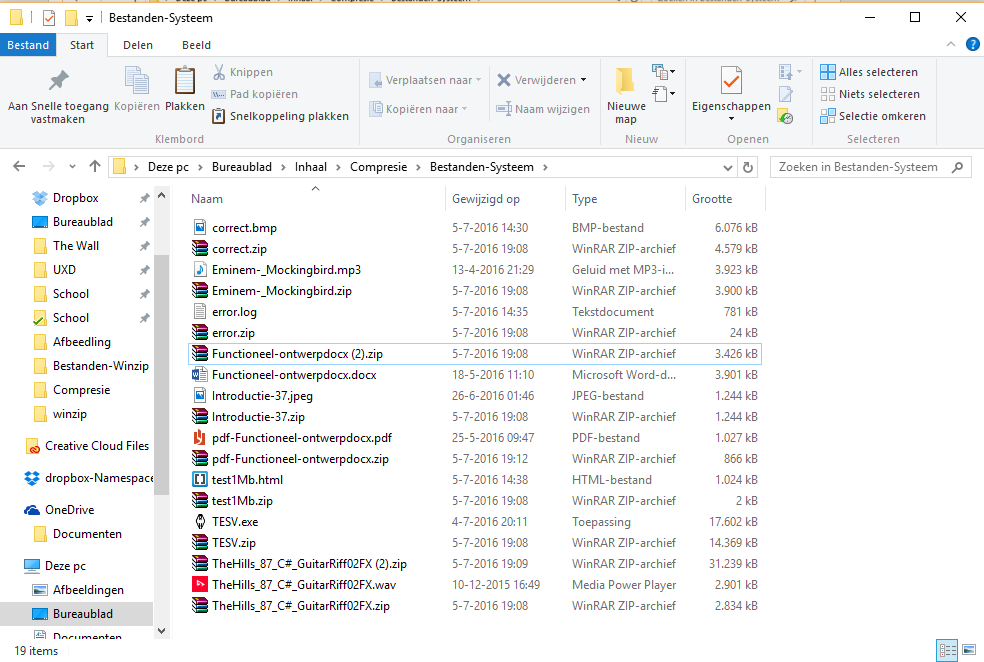 Bestanden-Systeem
Bestand Start Delen Beeld
Aan Snelle toegang vastmaken
Kopiëren
Plakken
Knippen
Pad kopiëren
Snelkoppeling plakken
Klembord
Verplaatsen naar
Kopiëren naar
Verwijderen
Naam wijzigen
Organiseren
Nieuwe map
Nieuw
Eigenschappen
Openen
Alles selecteren
Niets selecteren
Selectie omkeren
Selecteren
Deze pc > Bureaublad > Inhaal > Compresie > Bestanden-Systeem >
Zoeken in Bestanden-Systeem
Dropbox
Bureaublad
The Wall
UXD
School
School
Afbeedling
Bestanden-Winzip
Compresie
winzip
Creative Cloud Files
dropbox-Namespace
OneDrive
Documenten
Deze pc
Afbeeldingen
Bureaublad
Documenten
Naam Gewijzigd op Type Grootte
correct.bmp 5-7-2016 14:30 BMP-bestand 6.076 kB
correct.zip 5-7-2016 19:08 WinRAR ZIP-archief 4.579 kB
Eminem-_Mockingbird.mp3 13-4-2016 21:29 Geluid met MP3-i... 3.923 kB
Eminem-_Mockingbird.zip 5-7-2016 19:08 WinRAR ZIP-archief 3.900 kB
error.log 5-7-2016 14:35 Tekstdocument 781 kB
error.zip 5-7-2016 19:08 WinRAR ZIP-archief 24 kB
Functioneel-ontwerpdocx (2).zip 5-7-2016 19:08 WinRAR ZIP-archief 3.426 kB
Functioneel-ontwerpdocx.docx 18-5-2016 11:10 Microsoft Word-d... 3.901 kB
Introductie-37.jpeg 26-6-2016 01:46 JPEG-bestand 1.244 kB
Introductie-37.zip 5-7-2016 19:08 WinRAR ZIP-archief 1.244 kB
pdf-Functioneel-ontwerpdocx.pdf 25-5-2016 09:47 PDF-bestand 1.027 kB
pdf-Functioneel-ontwerpdocx.zip 5-7-2016 19:12 WinRAR ZIP-archief 866 kB
test1Mb.html 5-7-2016 14:38 HTML-bestand 1.024 kB
test1Mb.zip 5-7-2016 19:08 WinRAR ZIP-archief 2 kB
TESV.exe 4-7-2016 20:11 Toepassing 17.602 kB
TESV.zip 5-7-2016 19:08 WinRAR ZIP-archief 14.369 kB
TheHills_87_C#_GuitarRiff02FX (2).zip 5-7-2016 19:09 WinRAR ZIP-archief 31.239 kB
TheHills_87_C#_GuitarRiff02FX.wav 10-12-2015 16:49 Media Power Player 2.901 kB
TheHills_87_C#_GuitarRiff02FX.zip 5-7-2016 19:08 WinRAR ZIP-archief 2.834 kB
19 items